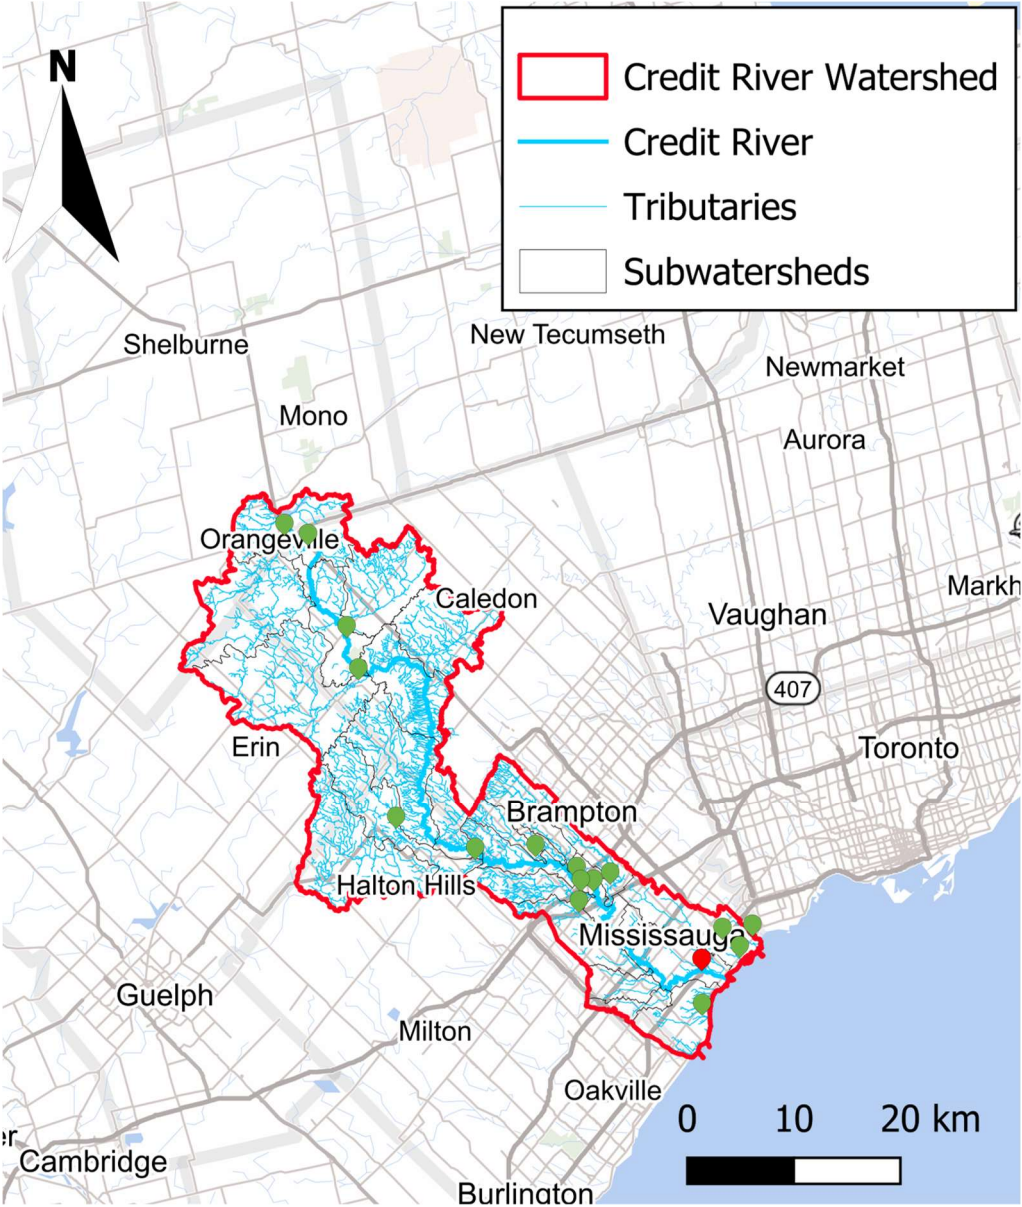 N
Credit River Watershed
Credit River
Tributaries
Subwatersheds
Shelburne
New Tecumseth
Newmarket
Mono
Aurora
Orangeville
Caledon
Markh
Vaughan
407
Erin
Toronto
Brampton
Halton Hills
Mississauga
Guelph
Milton
Oakville
0 10 20 km
er
Cambridge
Burlington